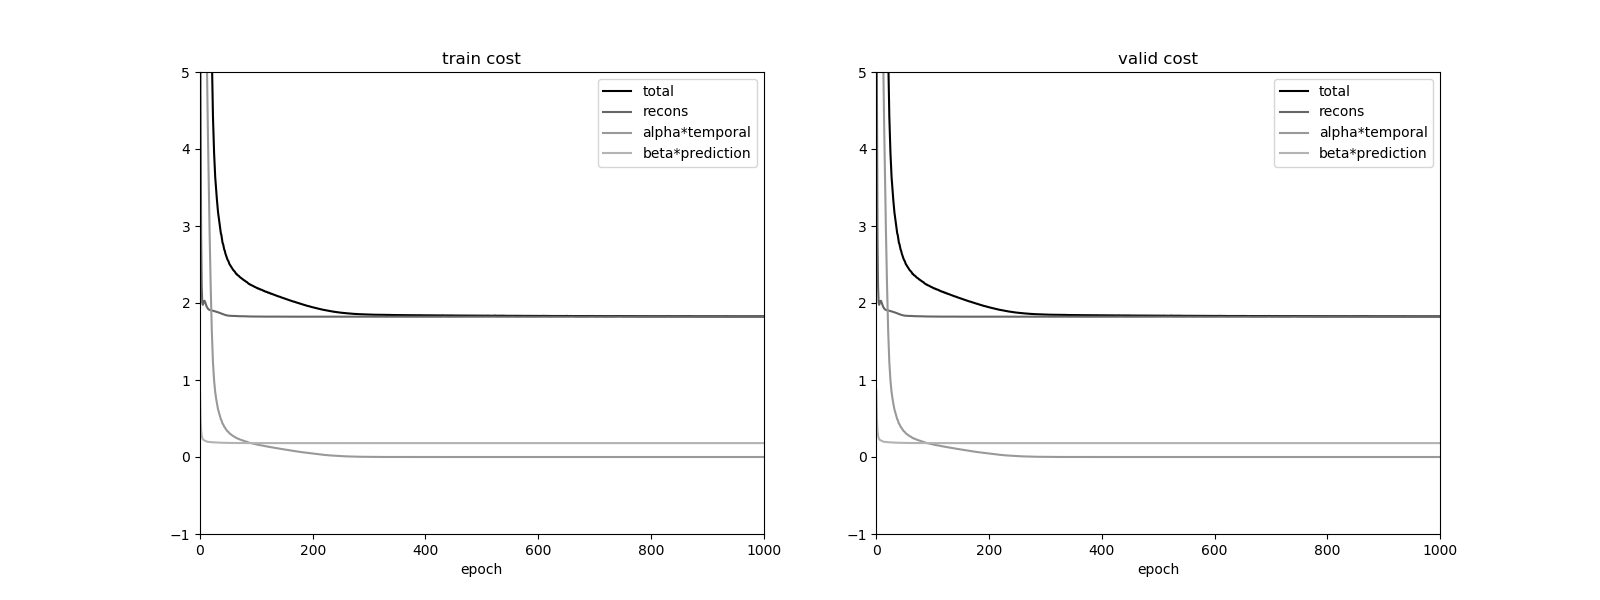 train cost
5
4
3
2
1
0
−1
0 200 400 600 800 1000
epoch
total
recons
alpha*temporal
beta*prediction
valid cost
5
4
3
2
1
0
−1
0 200 400 600 800 1000
epoch
total
recons
alpha*temporal
beta*prediction